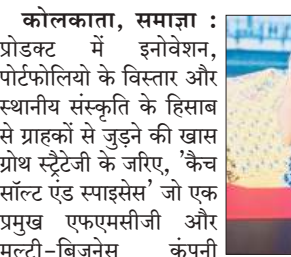 कोलकाता, समाज्ञा :
प्रोडक्ट में इनोवेशन,
पोर्टफोलियो के विस्तार और
स्थानीय संस्कृति के हिसाब
से ग्राहकों से जुड़ने की खास
ग्रोथ स्ट्रैटेजी के जरिए, 'कैच
सॉल्ट एंड स्पाइसेस' जो एक
प्रमुख एफएमसीजी और
मल्टी-बिजनेस कंपनी